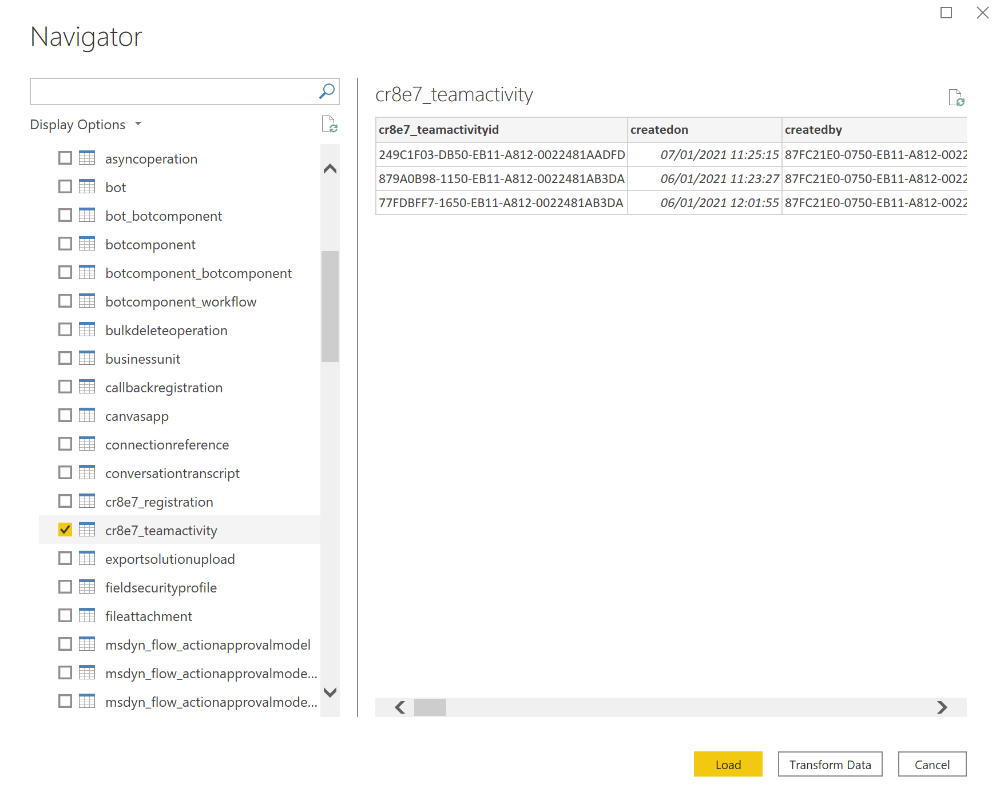 Navigator
Display Options
asyncoperation
bot
bot_botcomponent
botcomponent
botcomponent_botcomponent
botcomponent_workflow
bulkdeleteoperation
businessunit
callbackregistration
canvasapp
connectionreference
conversationtranscript
cr8e7_registration
cr8e7_teamactivity
exportsolutionupload
fieldsecurityprofile
fileattachment
msdyn_flow_actionapprovalmodel
msdyn_flow_actionapprovalmode...
msdyn_flow_actionapprovalmode...
cr8e7_teamactivity
cr8e7_teamactivityid createdon createdby
249C1F03-DB50-EB11-A812-0022481AADFD 07/01/2021 11:25:15 87FC21E0-0750-EB11-A812-0022
879A0B98-1150-EB11-A812-0022481AB3DA 06/01/2021 11:23:27 87FC21E0-0750-EB11-A812-0022
77FDBFF7-1650-EB11-A812-0022481AB3DA 06/01/2021 12:01:55 87FC21E0-0750-EB11-A812-0022
Load Transform Data Cancel